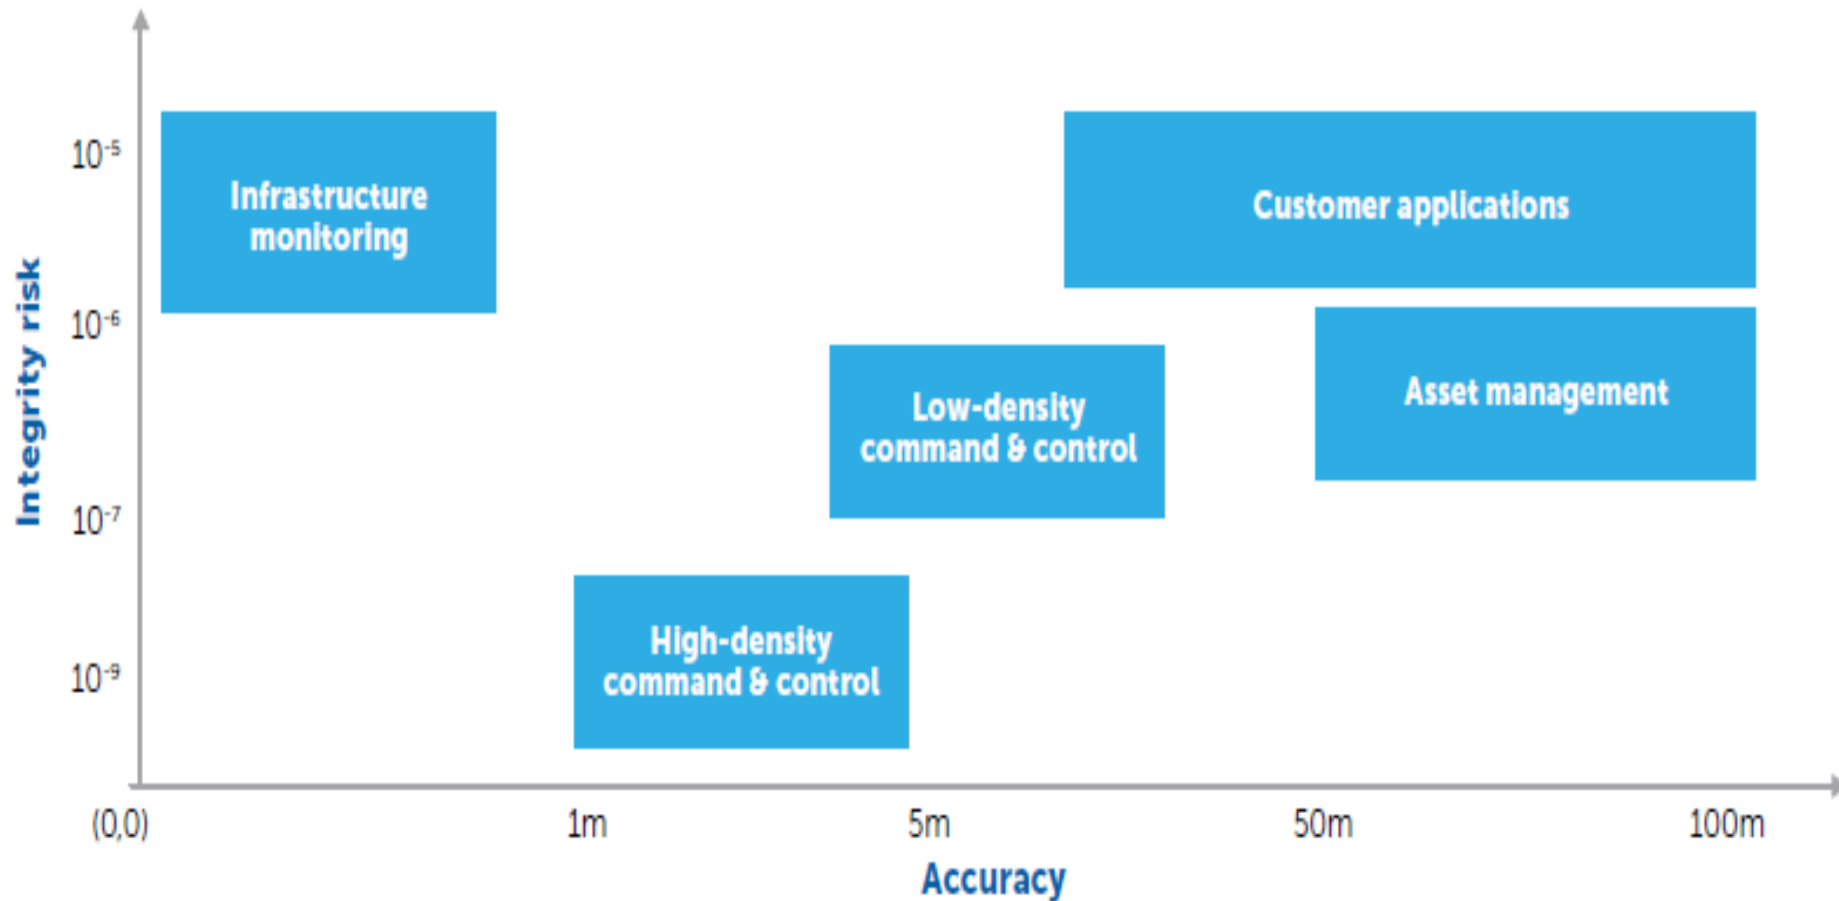 Integrity risk
10⁻⁵
10⁻⁶
10⁻⁷
10⁻⁹
Infrastructure
monitoring
Customer applications
Low-density
command & control
Asset management
High-density
command & control
(0,0)
1m
5m
50m
100m
Accuracy